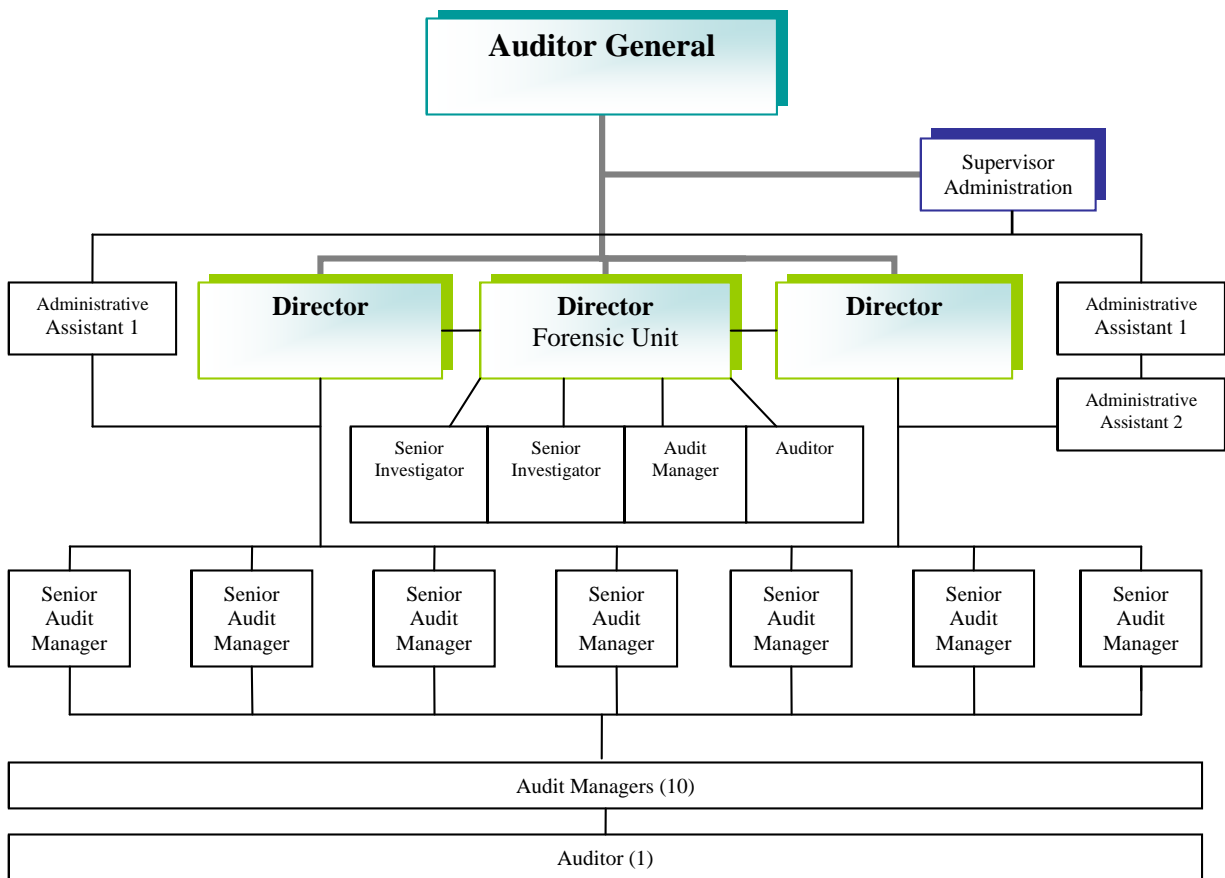 Auditor General
Supervisor
Administration
Administrative
Assistant 1
Director
Director
Forensic Unit
Director
Administrative
Assistant 1
Administrative
Assistant 2
Senior
Investigator
Senior
Investigator
Audit
Manager
Auditor
Senior
Audit
Manager
Senior
Audit
Manager
Senior
Audit
Manager
Senior
Audit
Manager
Senior
Audit
Manager
Senior
Audit
Manager
Senior
Audit
Manager
Audit Managers (10)
Auditor (1)